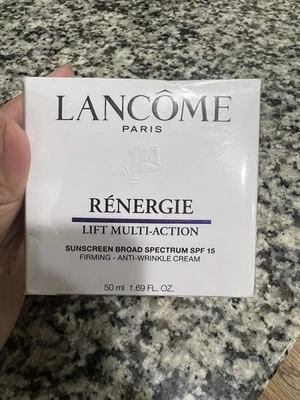 LANCÔME
PARIS
RÉNERGIE
LIFT MULTI-ACTION
SUNSCREEN BROAD SPECTRUM SPF 15
FIRMING - ANTI-WRINKLE CREAM
50 ml 1.69 FL. OZ.